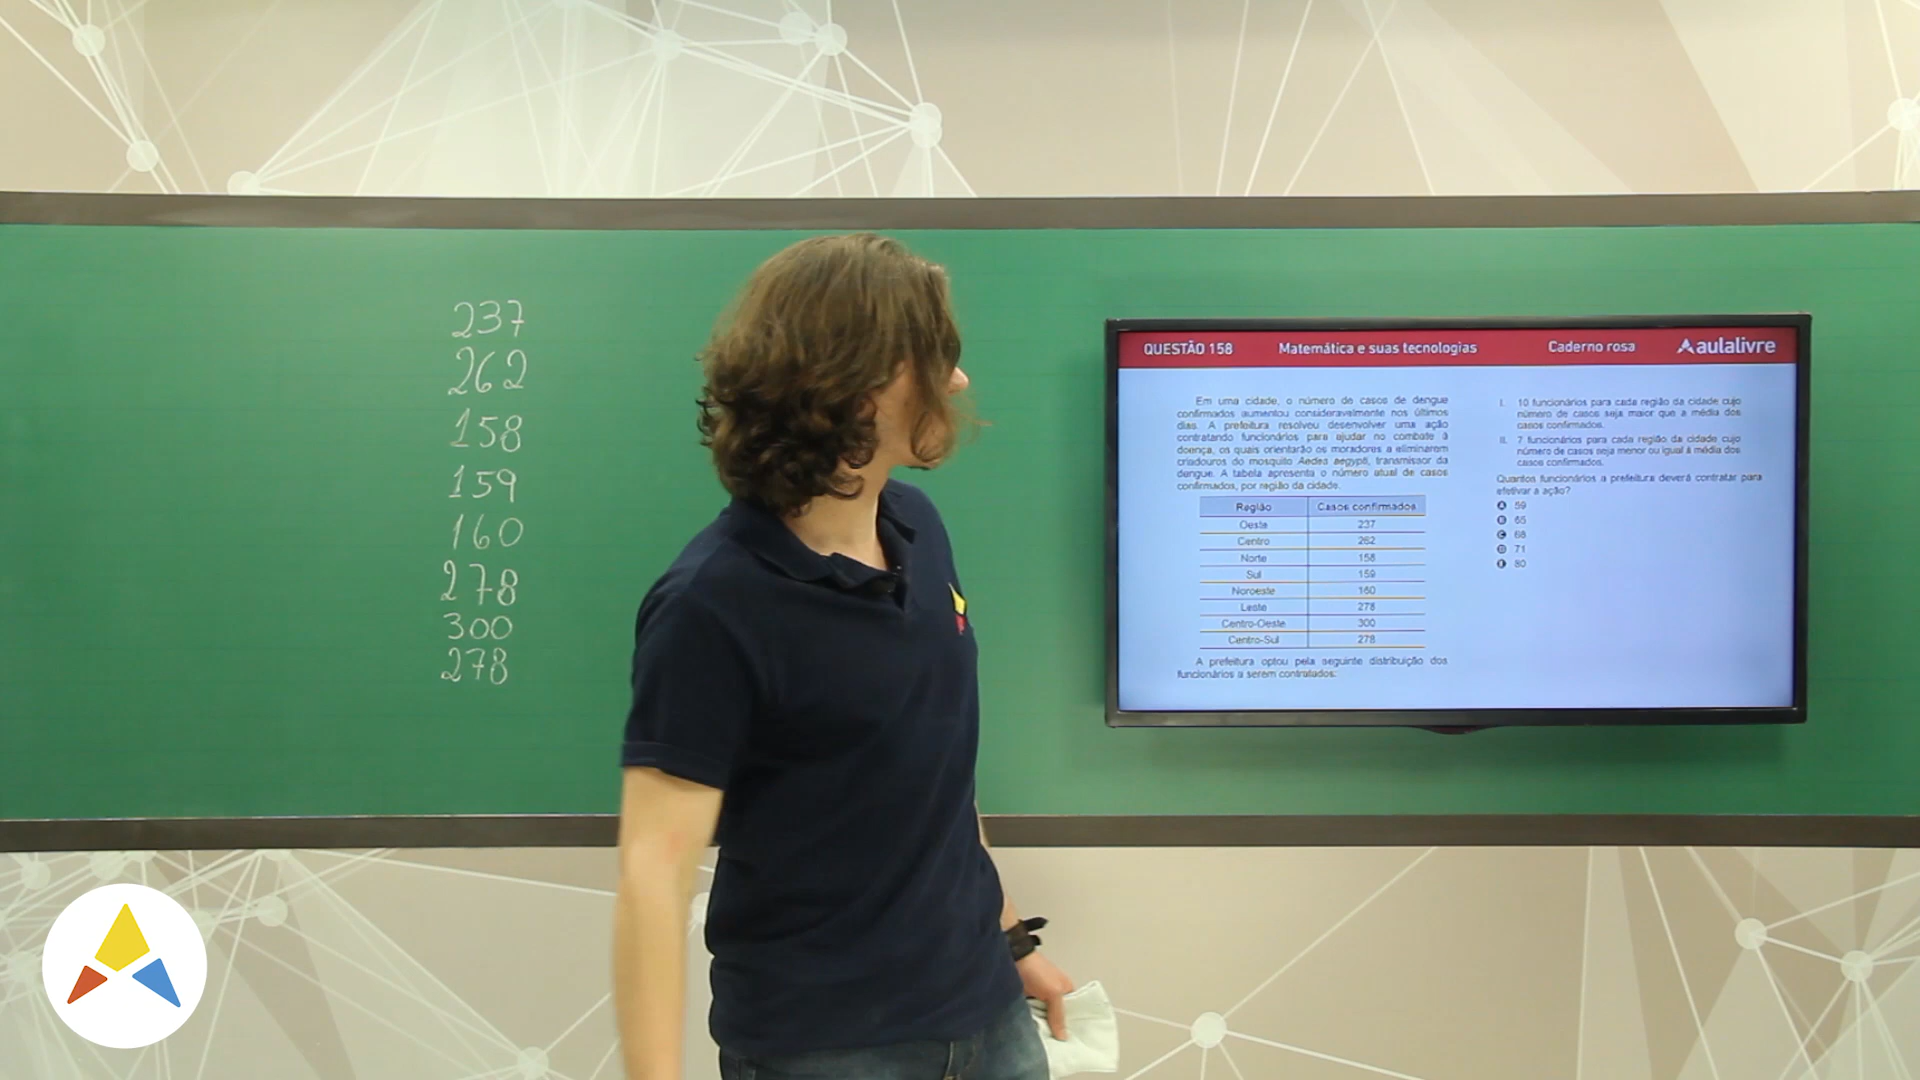 237
262
158
159
160
278
300
278
QUESTÃO 158 Matemática e suas tecnologias Caderno rosa aulalivre
Em uma cidade, o número de casos de dengue
confirmados aumentou consideravelmente nos últimos
dias. A prefeitura resolveu desenvolver uma ação
contratando funcionários para ajudar no combate à
doença, os quais orientarão os moradores a eliminarem
criadouros do mosquito Aedes aegypti, transmissor da
dengue. A tabela apresenta o número atual de casos
confirmados, por região da cidade.
Região Casos confirmados
Oeste 237
Centro 262
Norte 158
Sul 159
Noroeste 160
Leste 278
Centro-Oeste 300
Centro-Sul 278
A prefeitura optou pela seguinte distribuição dos
funcionários a serem contratados:
I. 10 funcionários para cada região da cidade cujo
número de casos seja maior que a média dos
casos confirmados.
II. 7 funcionários para cada região da cidade cujo
número de casos seja menor ou igual à média dos
casos confirmados.
Quantos funcionários a prefeitura deverá contratar para
efetivar a ação?
A 59
B 65
C 68
D 71
E 80